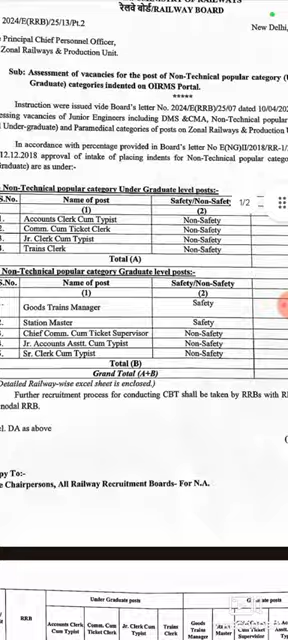 रेलवे बोर्ड/RAILWAY BOARD
2024/E(RRB)/25/13/Pt.2
New Delhi,
Principal Chief Personnel Officer,
Zonal Railways & Production Unit.
Sub: Assessment of vacancies for the post of Non-Technical popular category (U
Graduate) categories indented on OIRMS Portal.
*****
Instruction were issued vide Board's letter No. 2024/E(RRB)/25/07 dated 10/04/202
essing vacancies of Junior Engineers including DMS &CMA, Non-Technical popular
Under-graduate) and Paramedical categories of posts on Zonal Railways & Production U
In accordance with percentage provided in Board's letter No E(NG)II/2018/RR-1/
12.12.2018 approval of intake of placing indents for Non-Technical popular catego
raduate) are as under:-
Non-Technical popular category Under Graduate level posts:-
S.No. Name of post Safety/Non-Safety 1/2
(1) (2)
Accounts Clerk Cum Typist Non-Safety
Comm. Cum Ticket Clerk Non-Safety
Jr. Clerk Cum Typist Non-Safety
Trains Clerk Non-Safety
Total (A)
Non-Technical popular category Graduate level posts:-
S.No. Name of post Safety/Non-Safety
(1) (2)
Goods Trains Manager Safety
Station Master Safety
Chief Comm. Cum Ticket Supervisor Non-Safety
Jr. Accounts Asstt. Cum Typist Non-Safety
Sr. Clerk Cum Typist Non-Safety
Total (B)
Grand Total (A+B)
Detailed Railway-wise excel sheet is enclosed.)
Further recruitment process for conducting CBT shall be taken by RRBs with R
nodal RRB.
l. DA as above
py To:-
e Chairpersons, All Railway Recruitment Boards- For N.A.
Under Graduate posts
RRB
Accounts Clerk Cum Typist
Comm. Cum Ticket Clerk
Jr. Clerk Cum Typist
Trains Clerk
Goods Trains Manager
Master
Cum Ticket Supervisor